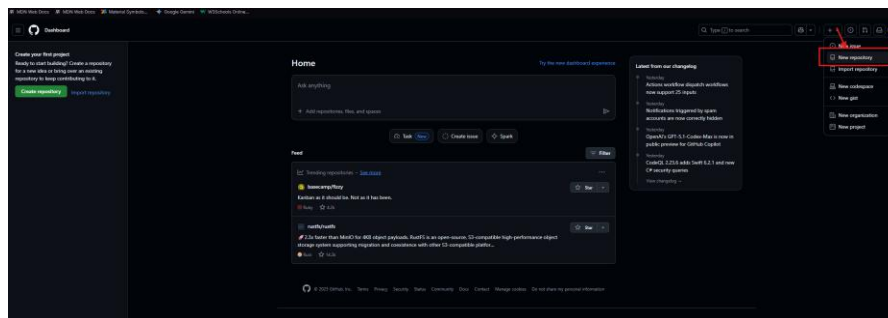 MDN Web Docs
MDN Web Docs
Material Symbols...
Google Gemini
W3Schools Online...
Dashboard
Type / to search
New issue
New repository
Import repository
New codespace
New gist
New organization
New project
Create your first project
Ready to start building? Create a repository
for a new idea or bring over an existing
repository to keep contributing to it.
Create repository
Import repository
Home
Try the new dashboard experience
Ask anything
Add repositories, files, and spaces
Task New
Create issue
Spark
Feed
Filter
Trending repositories · See more
basecamp/fizzy
Star
Kanban as it should be. Not as it has been.
Ruby
rustfs/rustfs
Star
2.3x faster than MinIO for 4KB object payloads. RustFS is an open-source, S3-compatible high-performance object
storage system supporting migration and coexistence with other S3-compatible platfor...
Rust
Latest from our changelog
Yesterday
Actions workflow dispatch workflows
now support 25 inputs
Yesterday
Notifications triggered by spam
accounts are now correctly hidden
Yesterday
OpenAI's GPT-5.1-Codex-Max is now in
public preview for GitHub Copilot
Yesterday
CodeQL 2.23.6 adds Swift 6.2.1 and new
C# security queries
View changelog →
© 2025 GitHub, Inc.
Terms
Privacy
Security
Status
Community
Docs
Contact
Manage cookies
Do not share my personal information